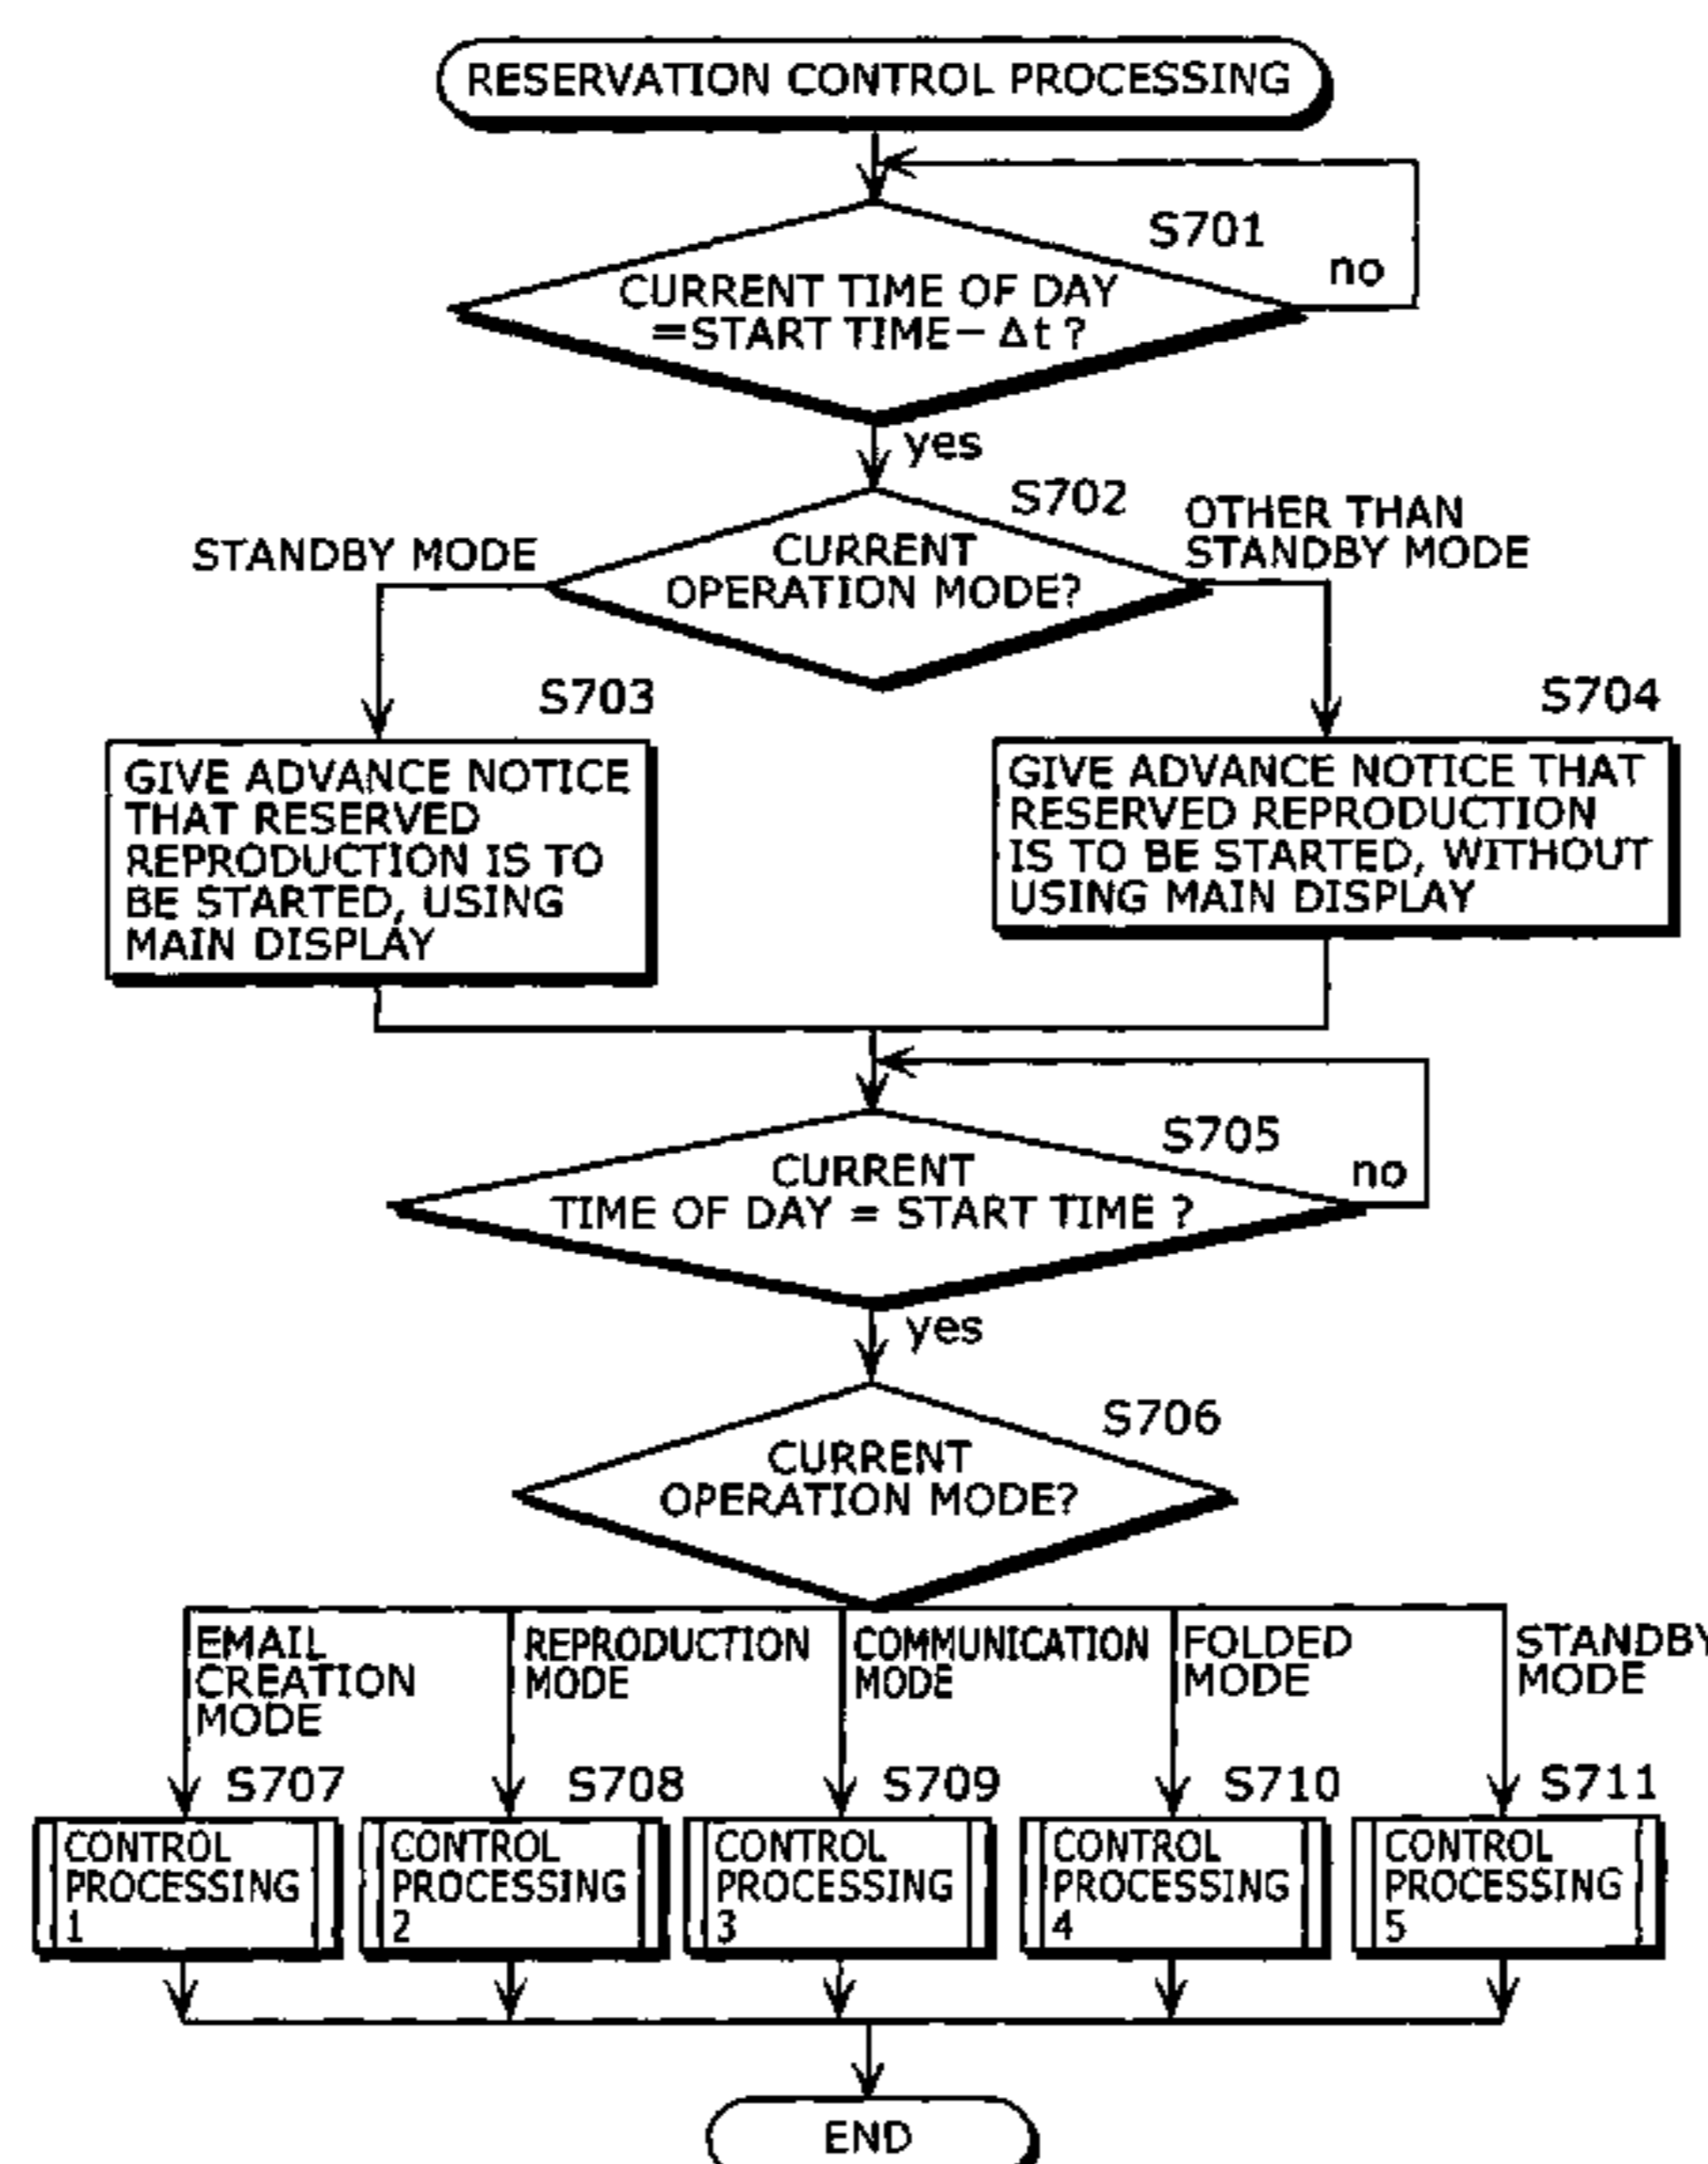 RESERVATION CONTROL PROCESSING
S701
no
CURRENT TIME OF DAY
=START TIME－Δt ?
yes
S702
STANDBY MODE
CURRENT
OPERATION MODE?
OTHER THAN
STANDBY MODE
S703
GIVE ADVANCE NOTICE
THAT RESERVED
REPRODUCTION IS TO
BE STARTED, USING
MAIN DISPLAY
S704
GIVE ADVANCE NOTICE THAT
RESERVED REPRODUCTION
IS TO BE STARTED, WITHOUT
USING MAIN DISPLAY
S705
no
CURRENT
TIME OF DAY = START TIME ?
yes
S706
CURRENT
OPERATION MODE?
EMAIL
CREATION
MODE
REPRODUCTION
MODE
COMMUNICATION
MODE
FOLDED
MODE
STANDBY
MODE
S707
CONTROL
PROCESSING
1
S708
CONTROL
PROCESSING
2
S709
CONTROL
PROCESSING
3
S710
CONTROL
PROCESSING
4
S711
CONTROL
PROCESSING
5
END